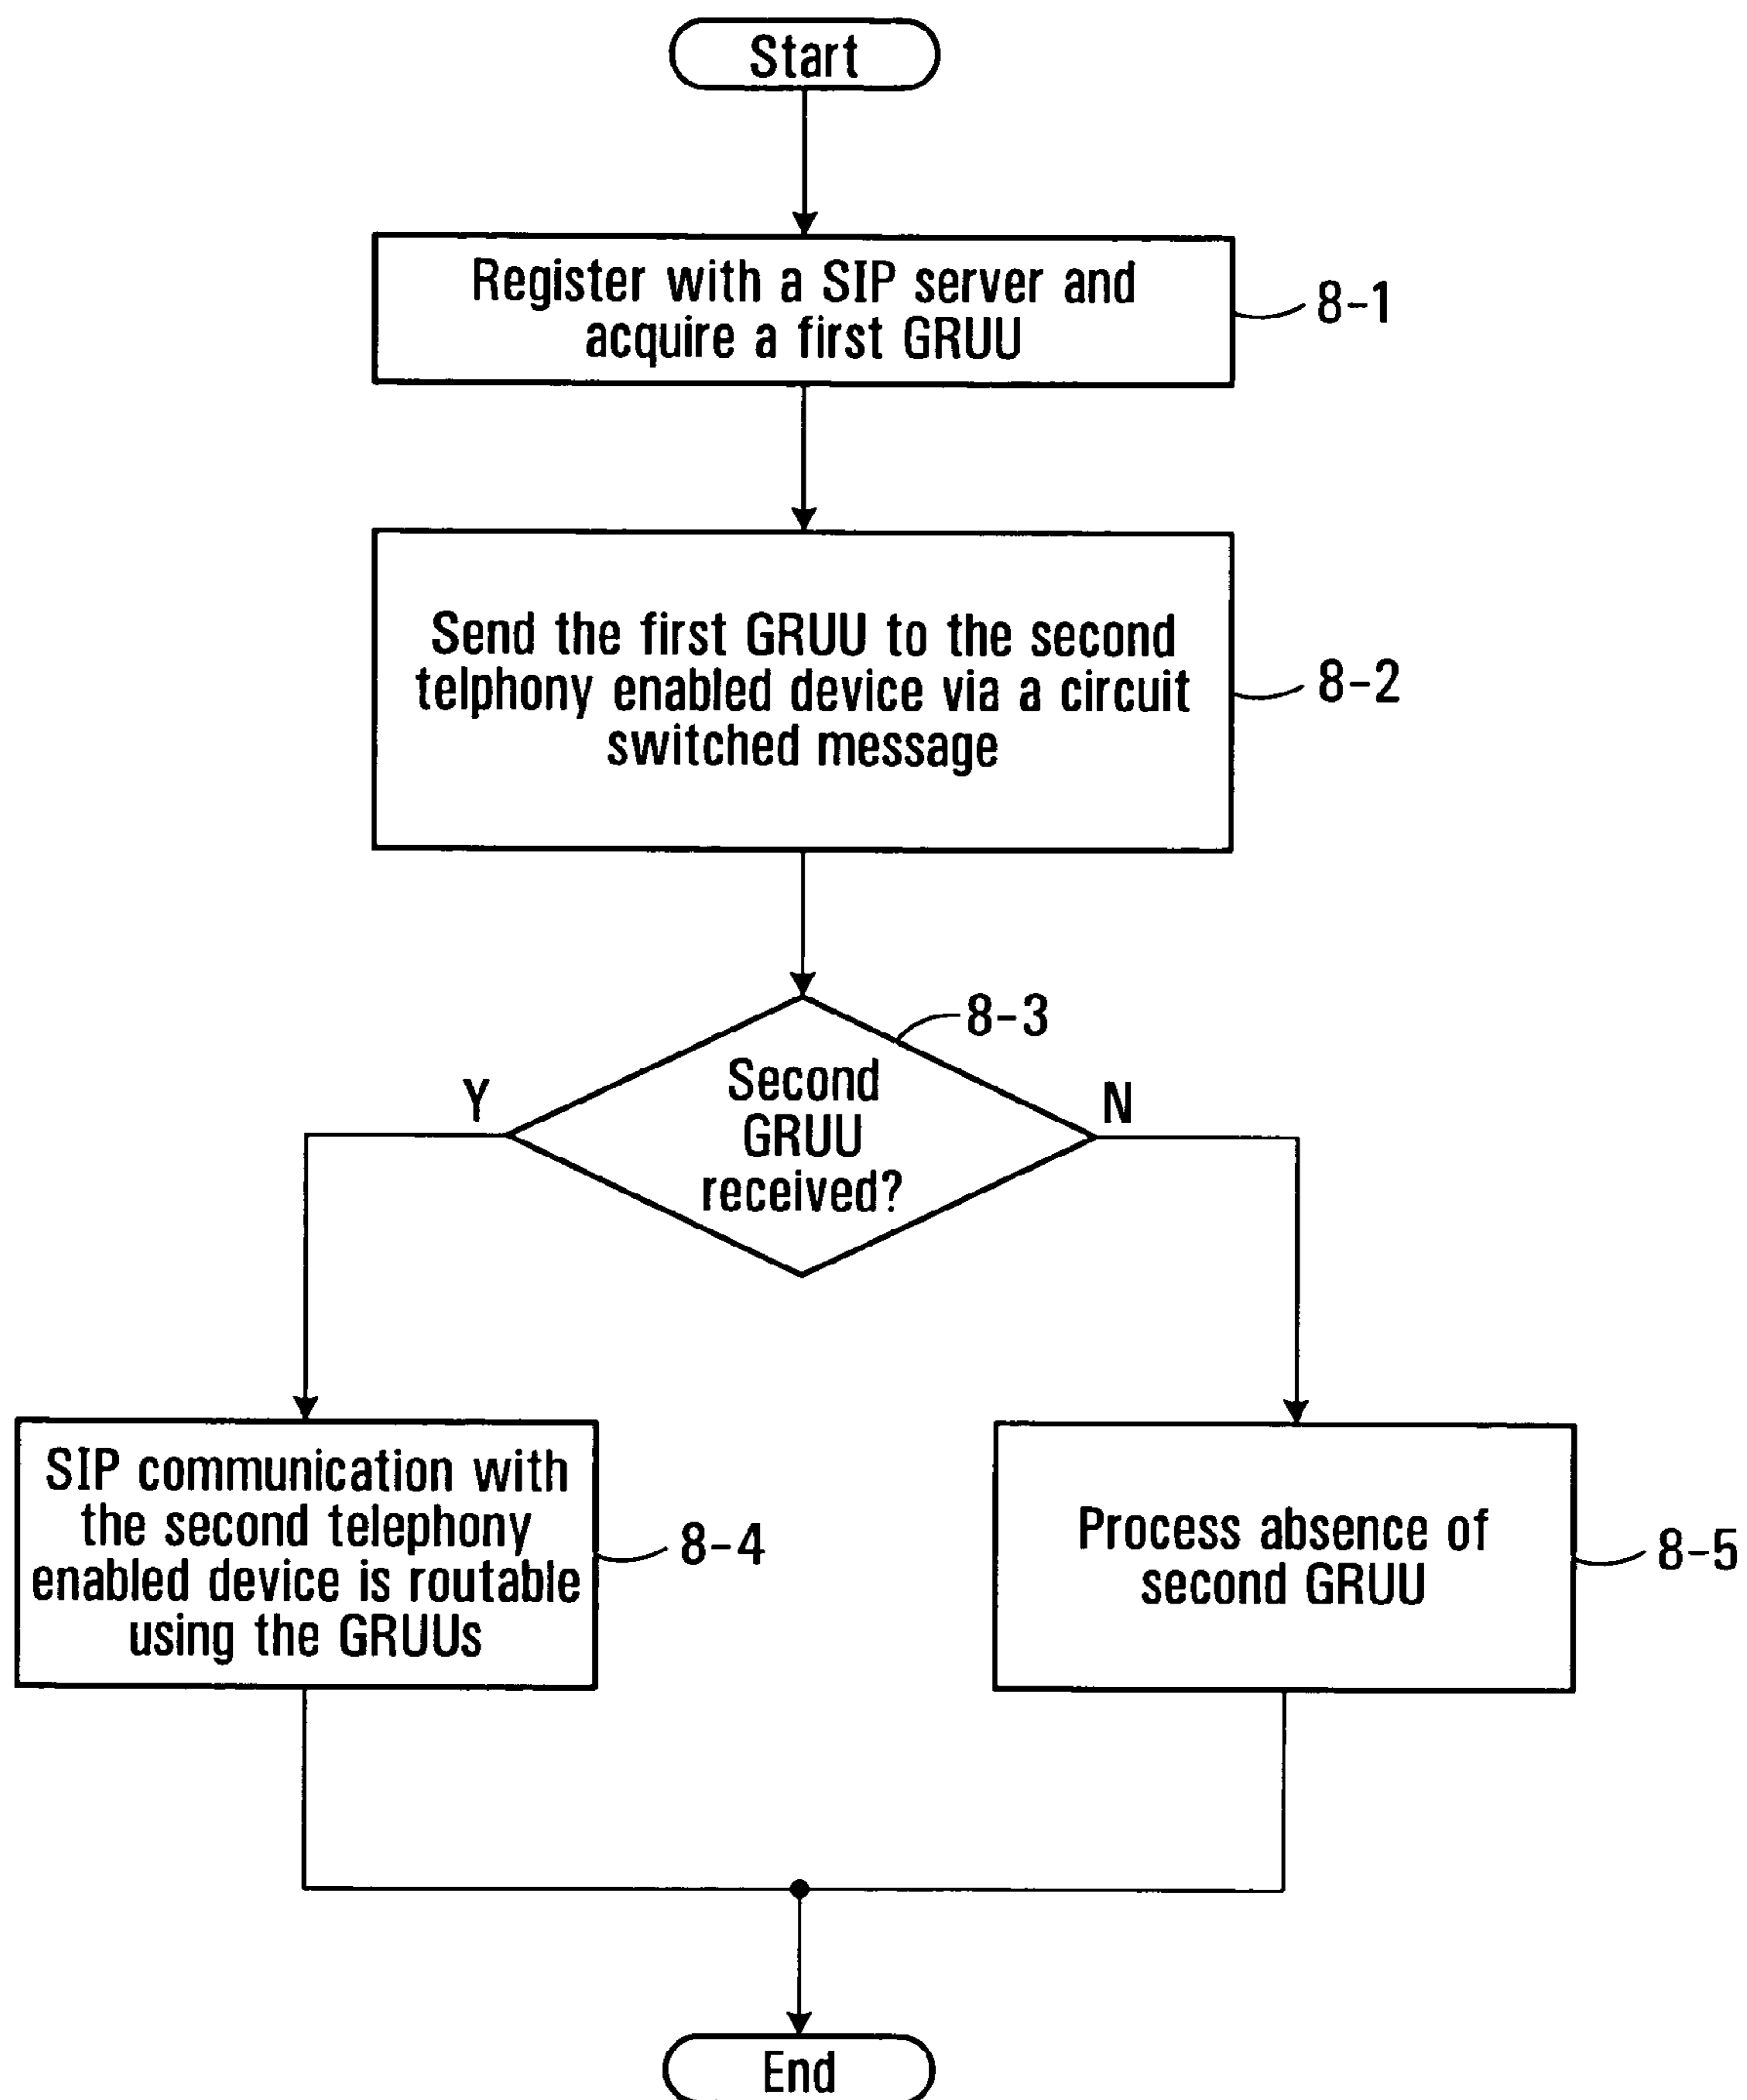 Start
Register with a SIP server and
acquire a first GRUU
8-1
Send the first GRUU to the second
telphony enabled device via a circuit
switched message
8-2
8-3
Second
GRUU
received?
Y
N
SIP communication with
the second telephony
enabled device is routable
using the GRUUs
8-4
Process absence of
second GRUU
8-5
End